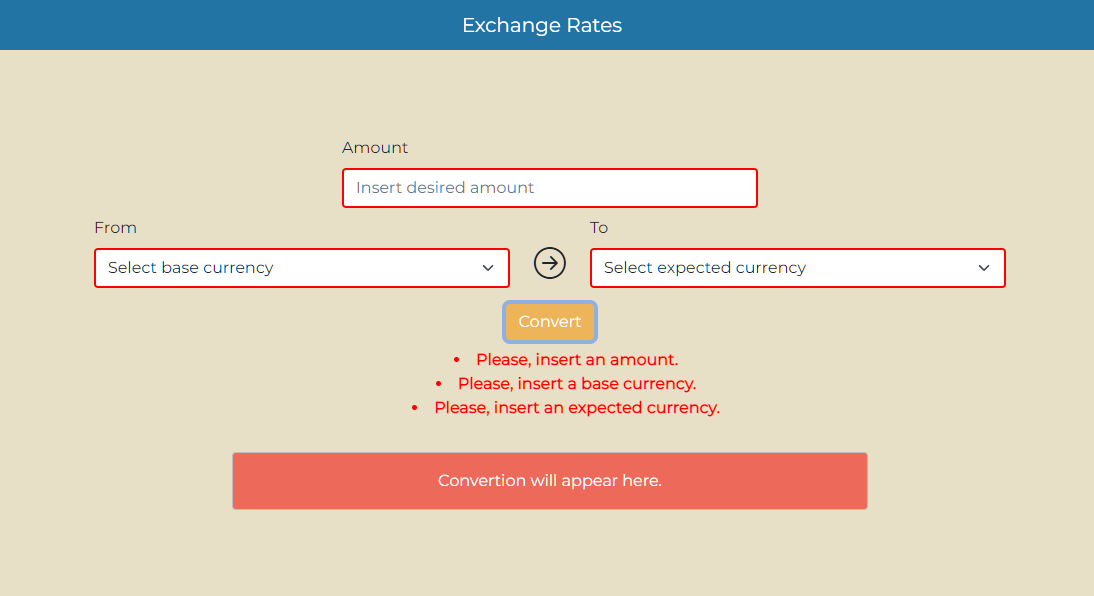 Exchange Rates
Amount
Insert desired amount
From
To
Select base currency
Select expected currency
Convert
• Please, insert an amount.
• Please, insert a base currency.
• Please, insert an expected currency.
Convertion will appear here.